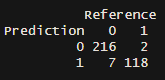 Reference
Prediction 0 1
0 216 2
1 7 118